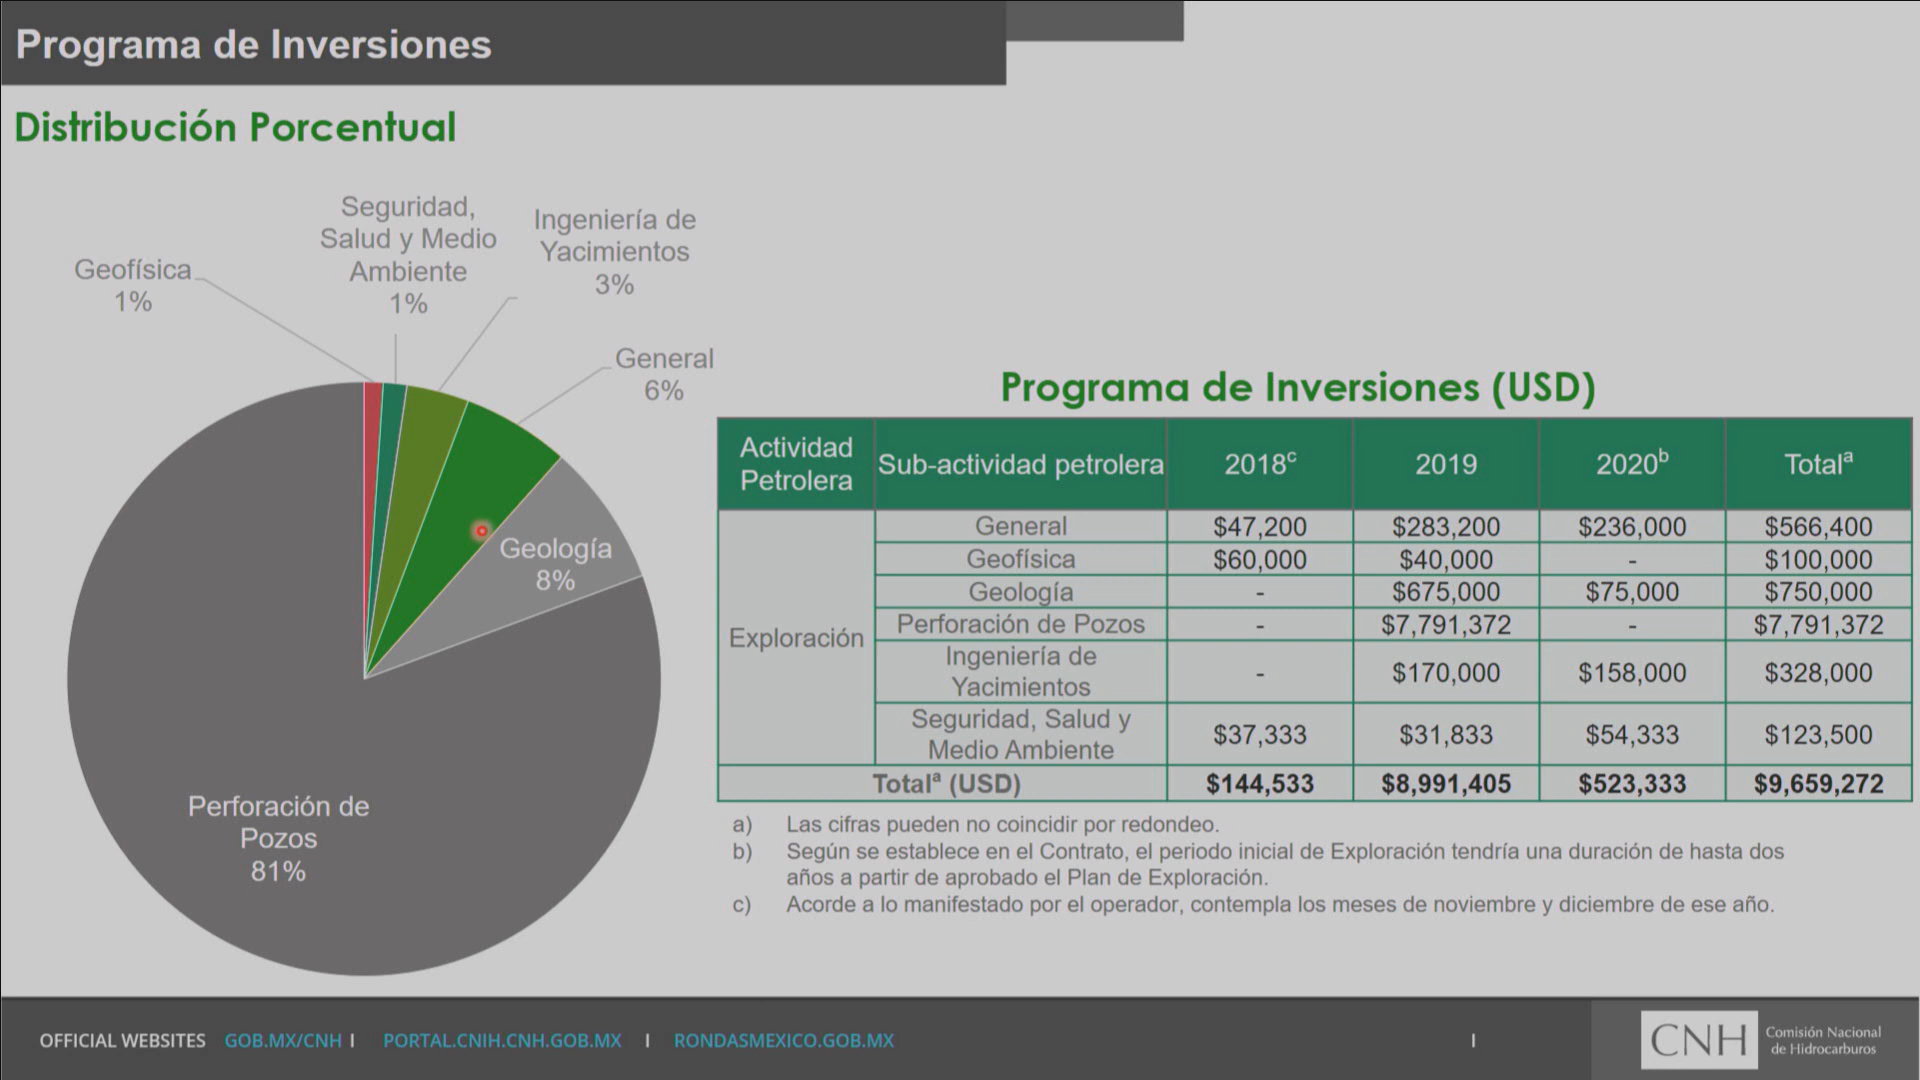 Programa de Inversiones
Distribución Porcentual
Geofísica
1%
Seguridad,
Salud y Medio
Ambiente
1%
Ingeniería de
Yacimientos
3%
General
6%
Geología
8%
Perforación de
Pozos
81%
Programa de Inversiones (USD)
Actividad
Petrolera
Sub-actividad petrolera
2018ᶜ
2019
2020ᵇ
Totalᵃ
Exploración
General $47,200 $283,200 $236,000 $566,400
Geofísica $60,000 $40,000 - $100,000
Geología - $675,000 $75,000 $750,000
Perforación de Pozos - $7,791,372 - $7,791,372
Ingeniería de
Yacimientos
- $170,000 $158,000 $328,000
Seguridad, Salud y
Medio Ambiente
$37,333 $31,833 $54,333 $123,500
Totalᵃ (USD) $144,533 $8,991,405 $523,333 $9,659,272
a) Las cifras pueden no coincidir por redondeo.
b) Según se establece en el Contrato, el periodo inicial de Exploración tendría una duración de hasta dos
años a partir de aprobado el Plan de Exploración.
c) Acorde a lo manifestado por el operador, contempla los meses de noviembre y diciembre de ese año.
OFFICIAL WEBSITES GOB.MX/CNH I PORTAL.CNIH.CNH.GOB.MX I RONDASMEXICO.GOB.MX I
CNH
Comisión Nacional
de Hidrocarburos